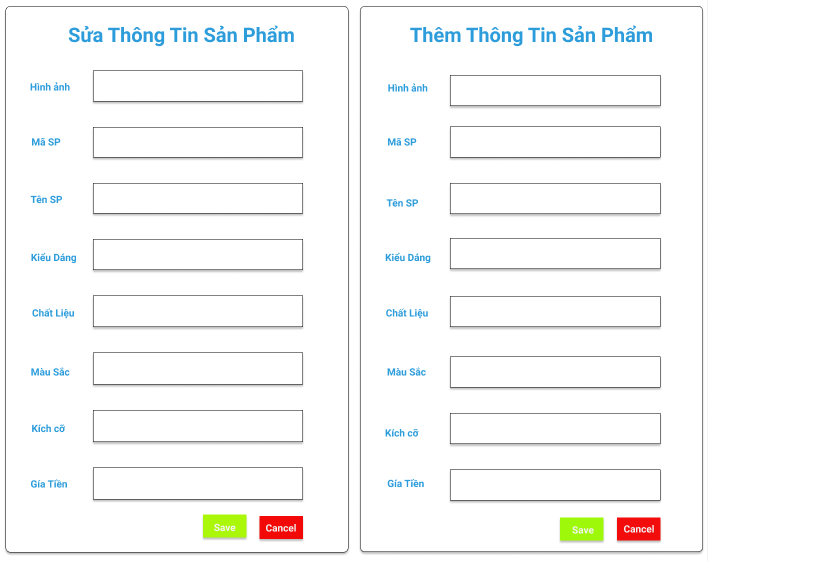 Sửa Thông Tin Sản Phẩm
Hình ảnh
Mã SP
Tên SP
Kiểu Dáng
Chất Liệu
Màu Sắc
Kích cỡ
Gía Tiền
Save
Cancel
Thêm Thông Tin Sản Phẩm
Hình ảnh
Mã SP
Tên SP
Kiểu Dáng
Chất Liệu
Màu Sắc
Kích cỡ
Gía Tiền
Save
Cancel